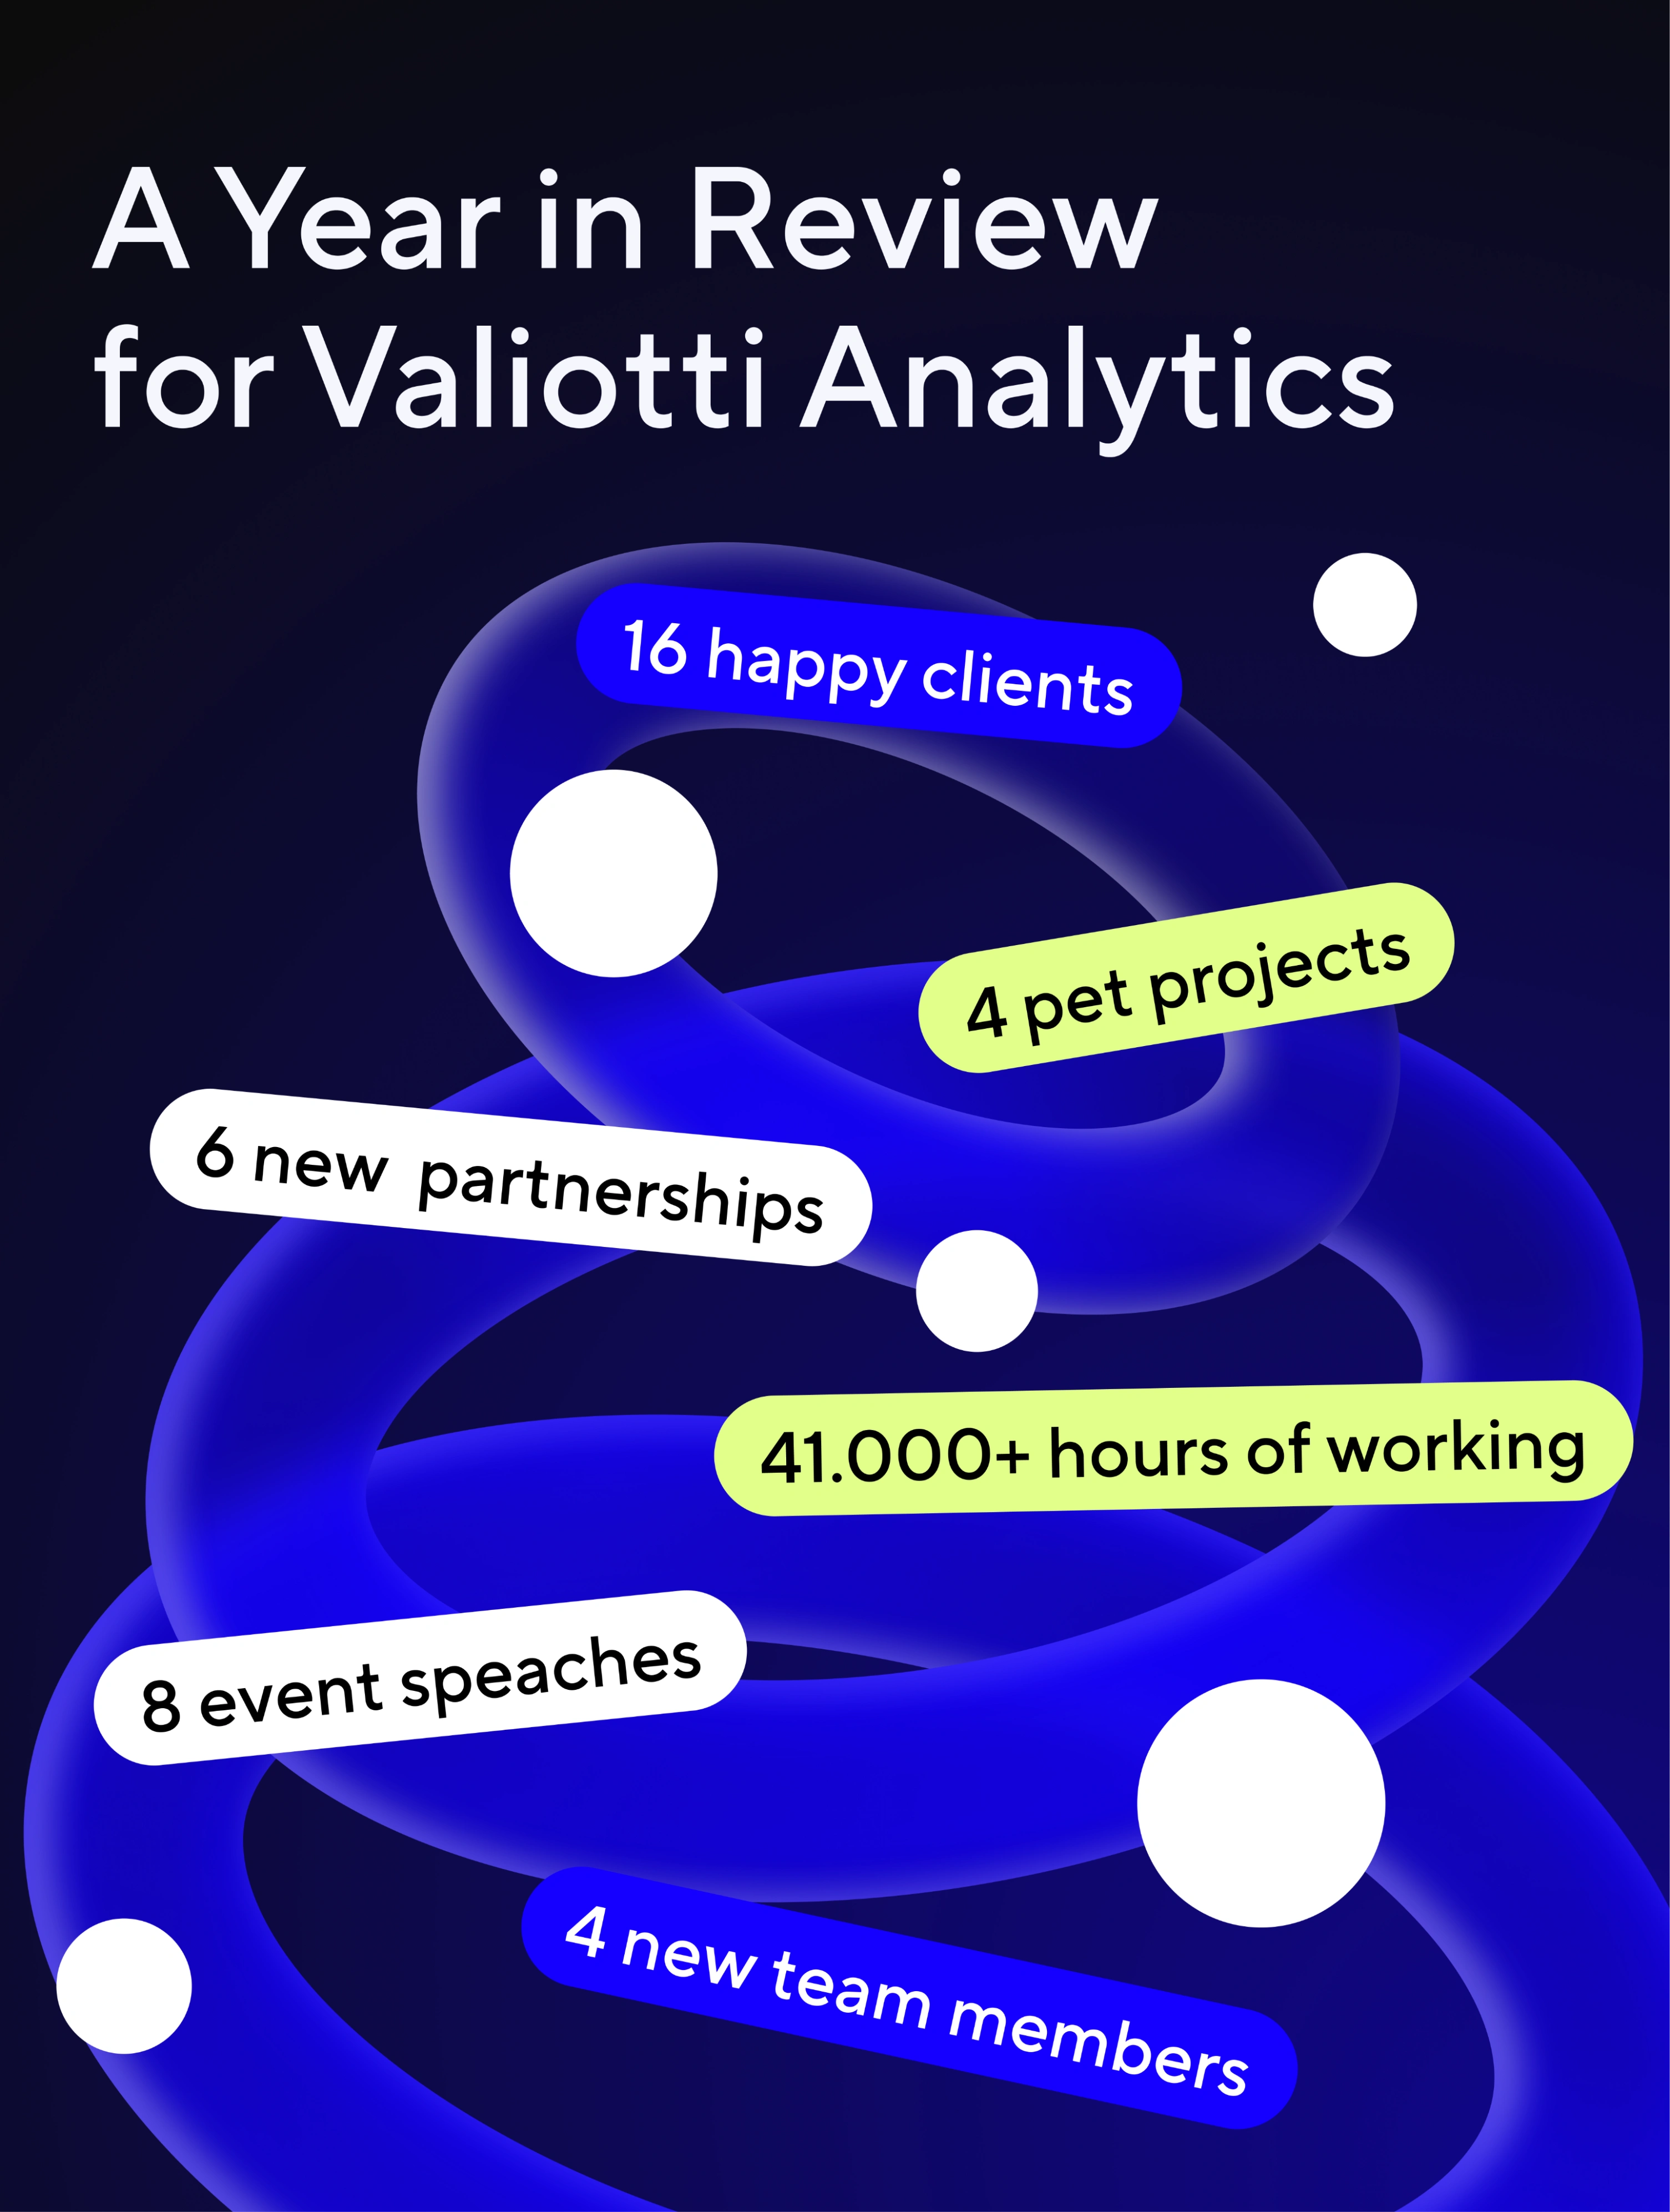 A Year in Review
for Valiotti Analytics
16 happy clients
4 pet projects
6 new partnerships
41.000+ hours of working
8 event speaches
4 new team members